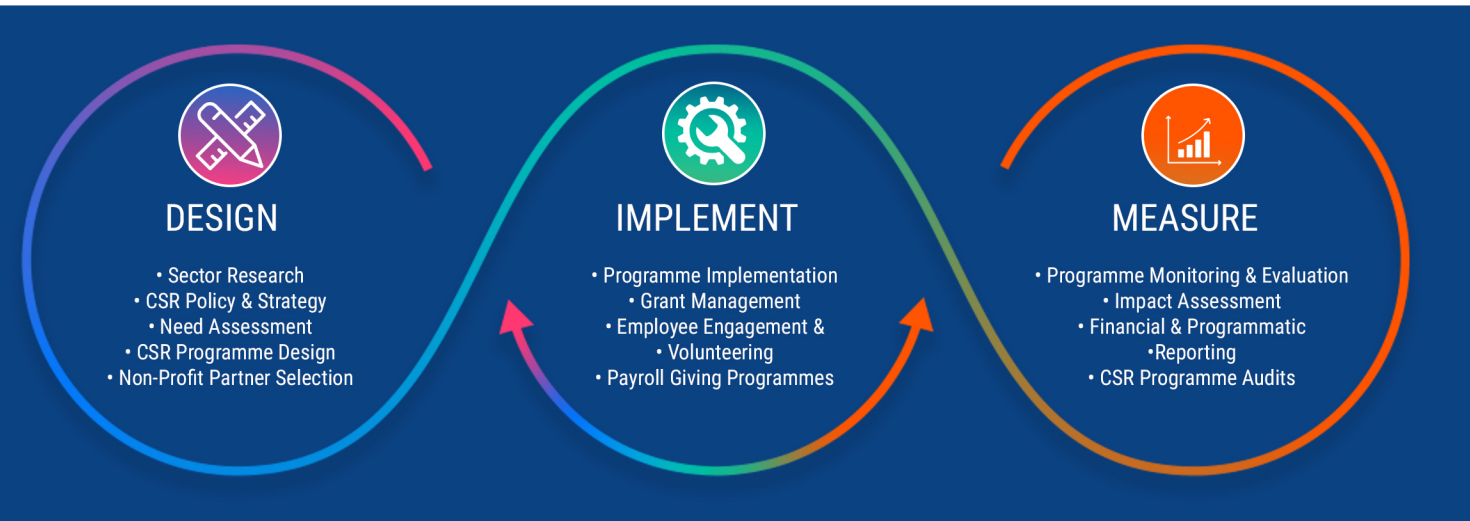 DESIGN
• Sector Research
• CSR Policy & Strategy
• Need Assessment
• CSR Programme Design
• Non-Profit Partner Selection
IMPLEMENT
• Programme Implementation
• Grant Management
• Employee Engagement &
• Volunteering
• Payroll Giving Programmes
MEASURE
• Programme Monitoring & Evaluation
• Impact Assessment
• Financial & Programmatic
•Reporting
• CSR Programme Audits